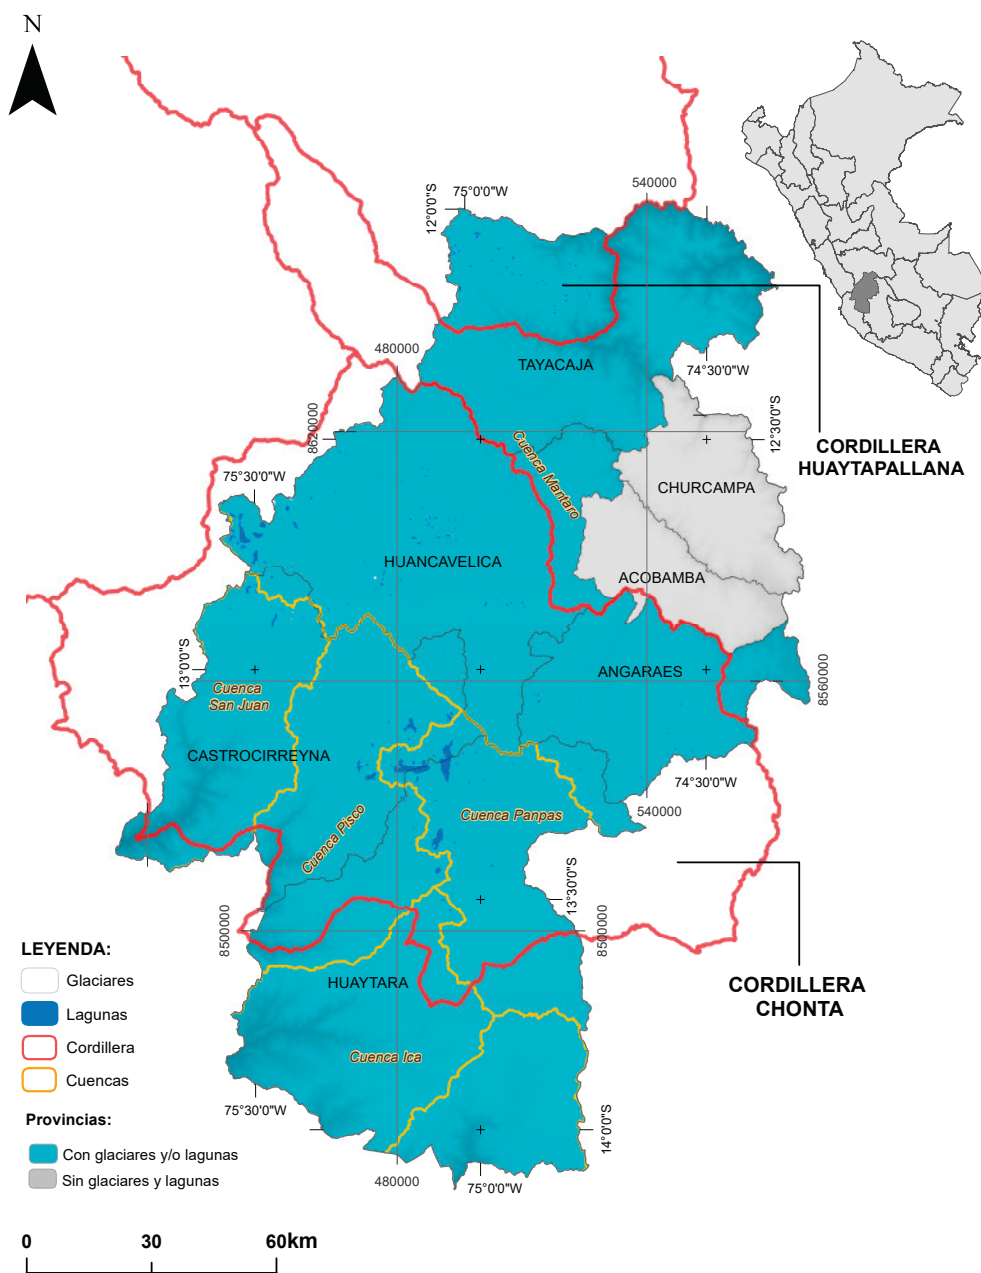 N
75°0'0"W
12°0'0"S
540000
480000
TAYACAJA
74°30'0"W
8620000
12°30'0"S
CORDILLERA
HUAYTAPALLANA
75°30'0"W
Cuenca Mantaro
CHURCAMPA
HUANCAVELICA
ACOBAMBA
13°0'0"S
ANGARAES
8560000
Cuenca
San Juan
CASTROCIRREYNA
74°30'0"W
540000
Cuenca Pisco
Cuenca Panpas
13°30'0"S
8500000
8500000
LEYENDA:
Glaciares
Lagunas
Cordillera
Cuencas
HUAYTARA
CORDILLERA
CHONTA
Cuenca Ica
75°30'0"W
14°0'0"S
Provincias:
Con glaciares y/o lagunas
Sin glaciares y lagunas
480000
75°0'0"W
0 30 60km